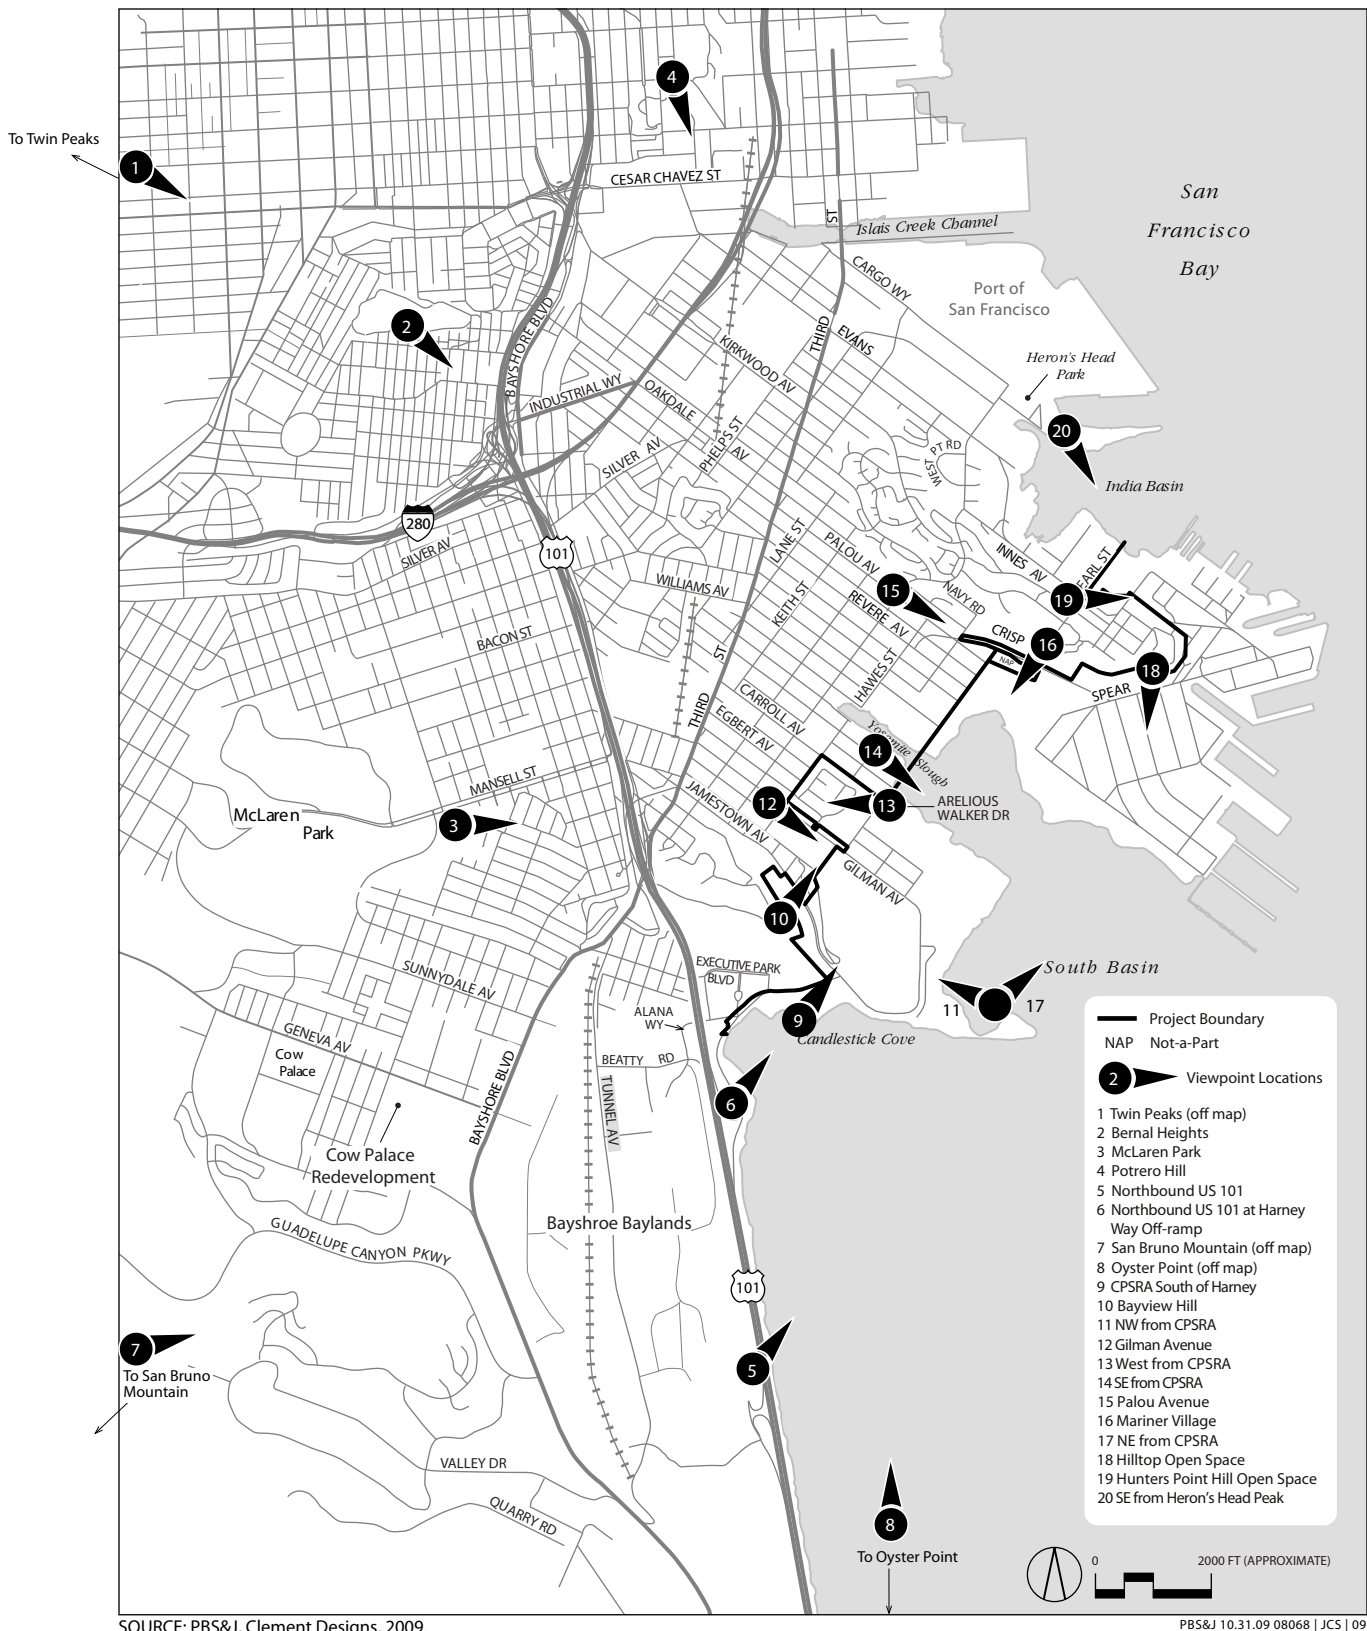 To Twin Peaks
1
4
CESAR CHAVEZ ST
ST
Islais Creek Channel
San
Francisco
Bay
CARGO WY
Port of
San Francisco
2
BAYSHORE BLVD
THIRD
EVANS
KIRKWOOD AV
Heron's Head
Park
INDUSTRIAL WY
OAKDALE
AV
PHELPS ST
SILVER AV
20
WEST
PT RD
India Basin
280
SILVER AV
101
LANE ST
PALOU AV
INNES AV
EARL ST
WILLIAMS AV
KEITH ST
15
REVERE AV
NAVY RD
19
BACON ST
CRISP
16
NAP
ST
HAWES ST
18
SPEAR
THIRD
CARROLL AV
EGBERT AV
Yosemite Slough
14
MANSELL ST
JAMESTOWN AV
12
13
ARELIOUS
WALKER DR
McLaren
Park
3
GILMAN AV
10
SUNNYDALE AV
EXECUTIVE PARK
BLVD
South Basin
11
17
ALANA
WY
9
Candlestick Cove
GENEVA AV
Cow
Palace
BAYSHORE BLVD
BEATTY RD
TUNNEL AV
6
Cow Palace
Redevelopment
Bayshroe Baylands
GUADELUPE CANYON PKWY
101
7
To San Bruno
Mountain
5
VALLEY DR
QUARRY RD
8
To Oyster Point
Project Boundary
NAP Not-a-Part
2 Viewpoint Locations
1 Twin Peaks (off map)
2 Bernal Heights
3 McLaren Park
4 Potrero Hill
5 Northbound US 101
6 Northbound US 101 at Harney
Way Off-ramp
7 San Bruno Mountain (off map)
8 Oyster Point (off map)
9 CPSRA South of Harney
10 Bayview Hill
11 NW from CPSRA
12 Gilman Avenue
13 West from CPSRA
14 SE from CPSRA
15 Palou Avenue
16 Mariner Village
17 NE from CPSRA
18 Hilltop Open Space
19 Hunters Point Hill Open Space
20 SE from Heron's Head Peak
0 2000 FT (APPROXIMATE)
SOURCE: PBS&J, Clement Designs, 2009
PBS&J 10.31.09 08068 | JCS | 09